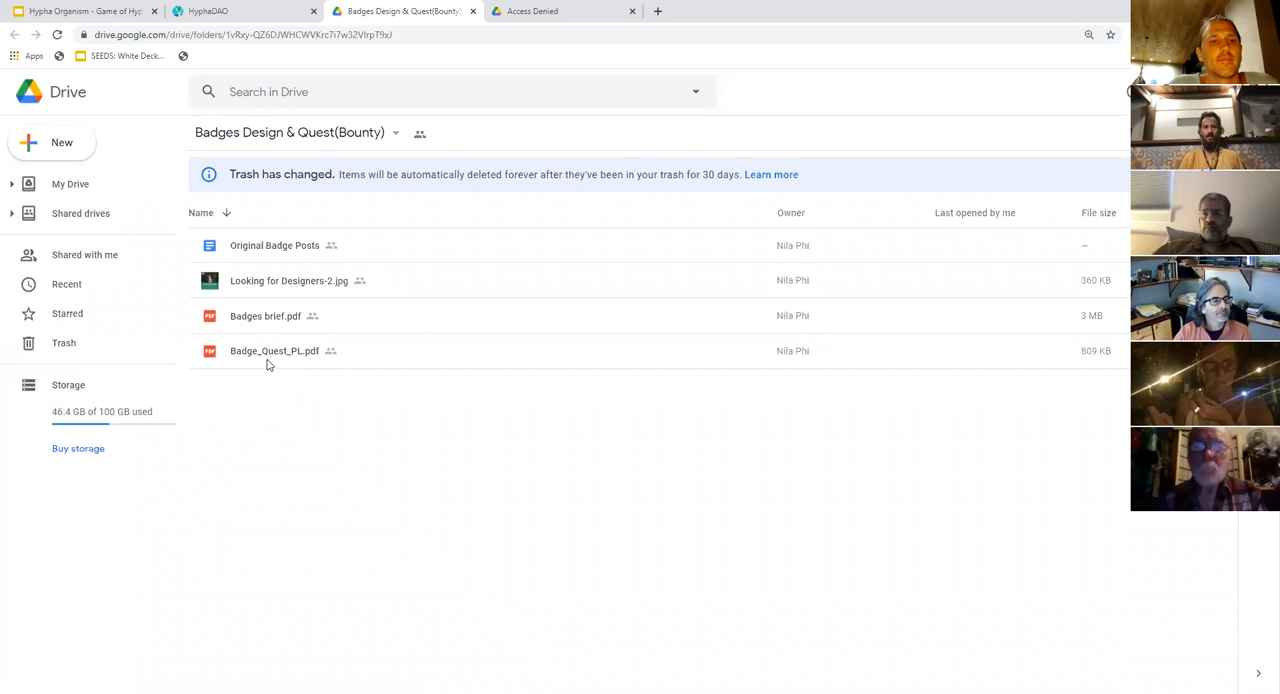 Hypha Organism - Game of Hyp
HyphaDAO
Badges Design & Quest(Bounty)
Access Denied
drive.google.com/drive/folders/1vRxy-QZ6DJWHCWVKrc7i7w32VIrpT9xJ
Apps
SEEDS: White Deck...
Drive
Search in Drive
New
Badges Design & Quest(Bounty)
Trash has changed. Items will be automatically deleted forever after they've been in your trash for 30 days. Learn more
My Drive
Shared drives
Shared with me
Recent
Starred
Trash
Storage
46.4 GB of 100 GB used
Buy storage
Name Owner Last opened by me File size
Original Badge Posts Nila Phi –
Looking for Designers-2.jpg Nila Phi 360 KB
PDF Badges brief.pdf Nila Phi 3 MB
PDF Badge_Quest_PL.pdf Nila Phi 809 KB